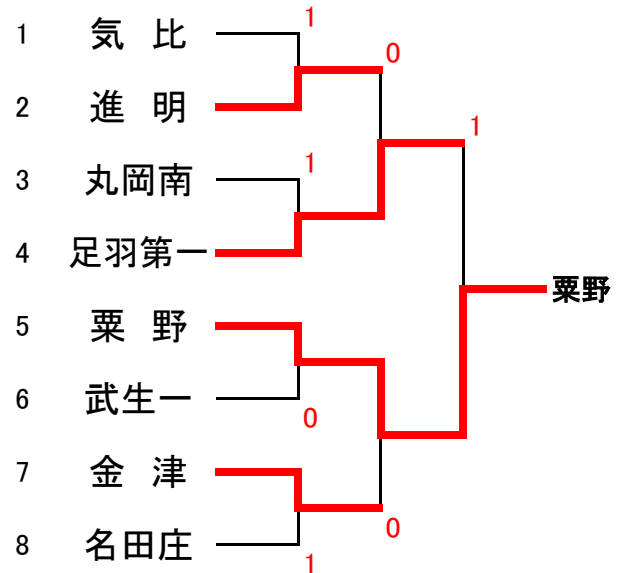 1 気 比 1
0
2 進 明
1
3 丸岡南 1
4 足羽第一
粟野
5 粟 野
6 武生一 0
7 金 津
0
8 名田庄 1